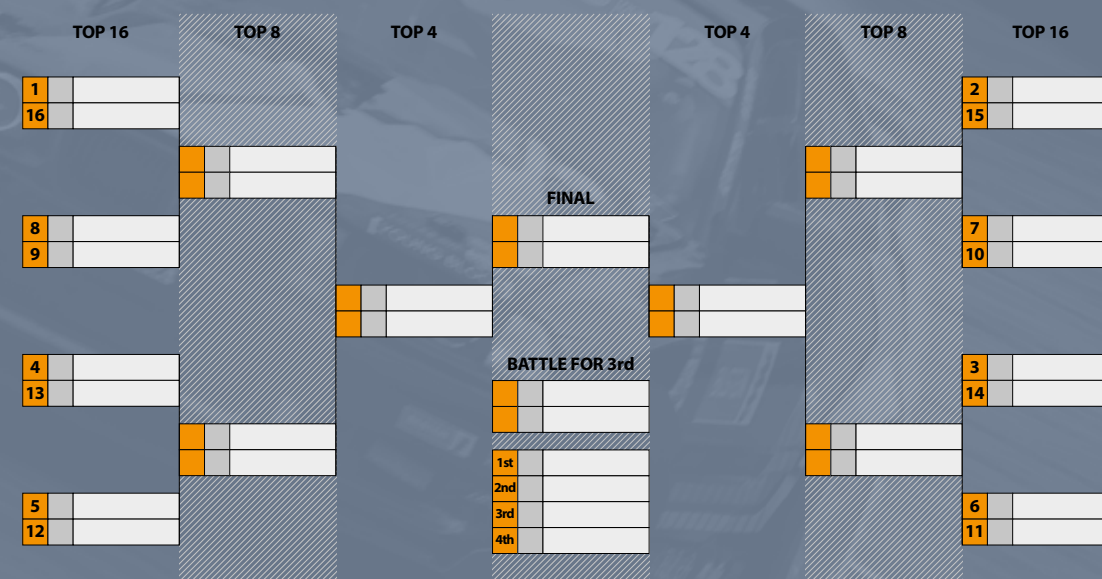 TOP 16 TOP 8 TOP 4 TOP 4 TOP 8 TOP 16
1 2
16 15
FINAL
8 7
9 10
4 BATTLE FOR 3rd 3
13 14
1st
2nd
5 3rd 6
12 4th 11